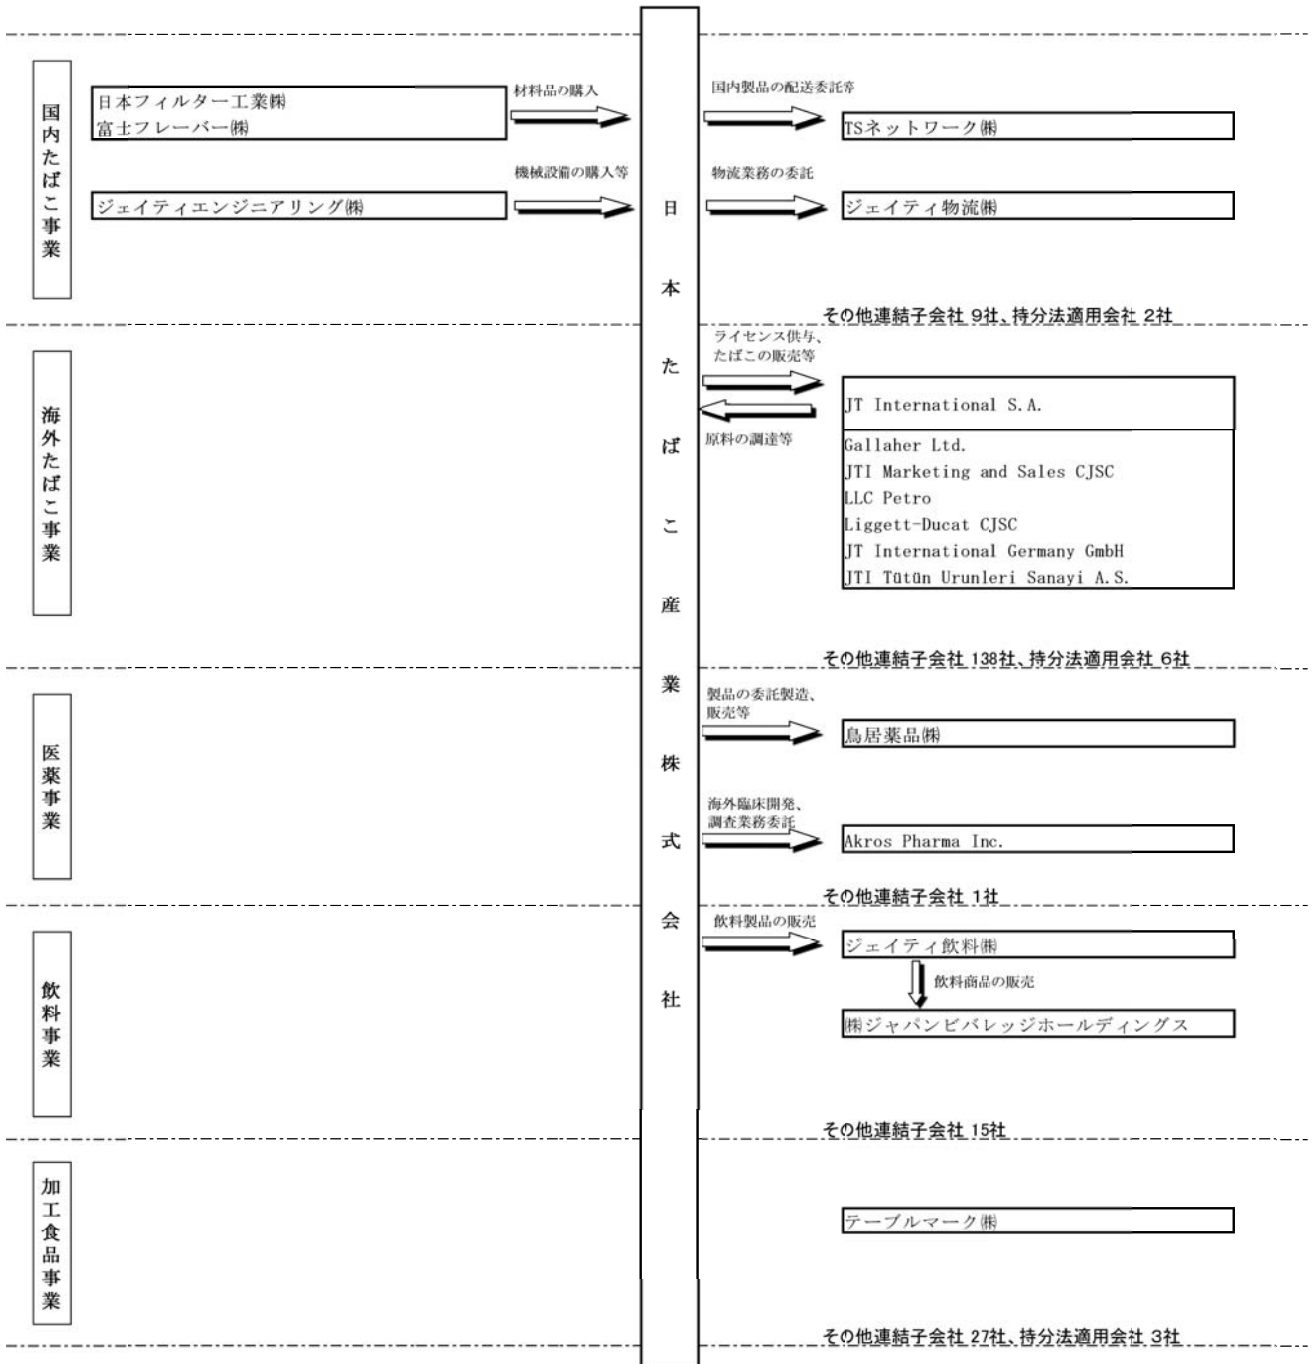 国内たばこ事業
日本フィルター工業㈱
富士フレーバー㈱
材料品の購入
国内製品の配送委託等
TSネットワーク㈱
ジェイティエンジニアリング㈱
機械設備の購入等
物流業務の委託
ジェイティ物流㈱
その他連結子会社 9社、持分法適用会社 2社
日本たばこ産業株式会社
海外たばこ事業
ライセンス供与、
たばこの販売等
原料の調達等
JT International S.A.
Gallaher Ltd.
JTI Marketing and Sales CJSC
LLC Petro
Liggett-Ducat CJSC
JT International Germany GmbH
JTI Tütün Urunleri Sanayi A.S.
その他連結子会社 138社、持分法適用会社 6社
医薬事業
製品の委託製造、
販売等
鳥居薬品㈱
海外臨床開発、
調査業務委託
Akros Pharma Inc.
その他連結子会社 1社
飲料事業
飲料製品の販売
ジェイティ飲料㈱
飲料商品の販売
㈱ジャパンビバレッジホールディングス
その他連結子会社 15社
加工食品事業
テーブルマーク㈱
その他連結子会社 27社、持分法適用会社 3社